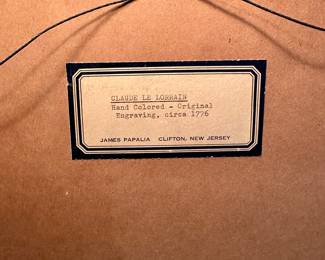 CLAUDE LE LORRAIN
Hand Colored - Original
Engraving, circa 1776
JAMES PAPALIA CLIFTON, NEW JERSEY